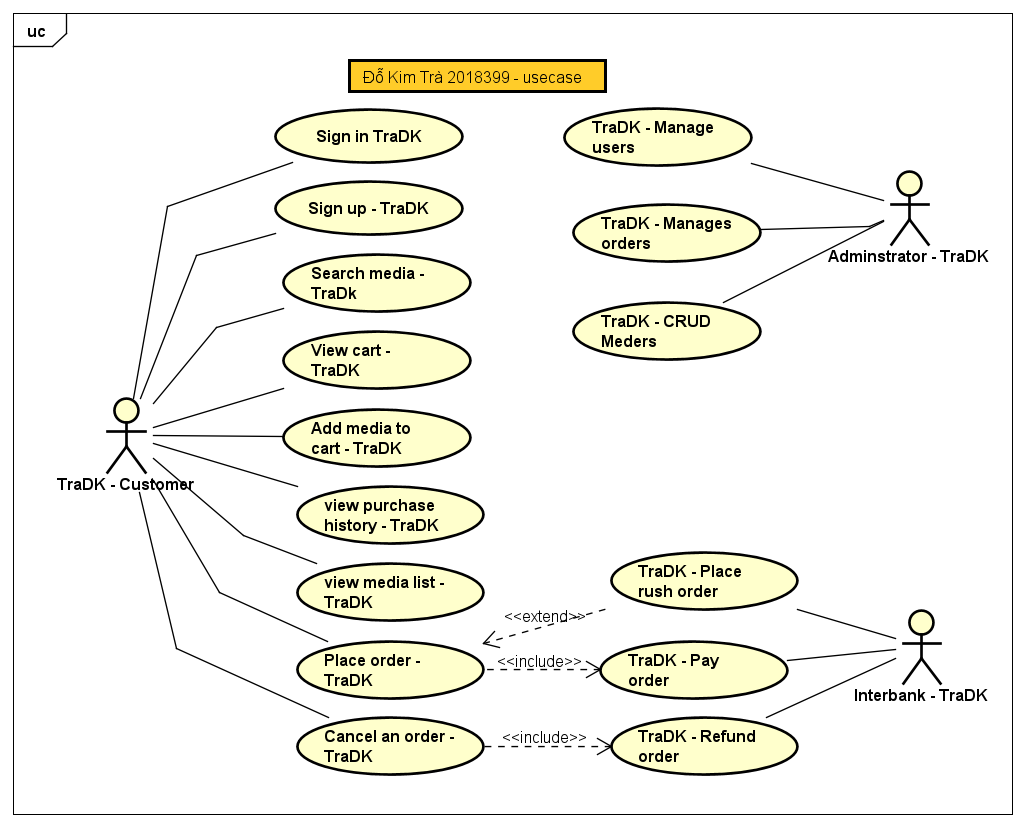 uc
Đỗ Kim Trà 2018399 - usecase
Sign in TraDK
Sign up - TraDK
Search media -
TraDk
View cart -
TraDK
Add media to
cart - TraDK
view purchase
history - TraDK
view media list -
TraDK
Place order -
TraDK
Cancel an order -
TraDK
TraDK - Customer
TraDK - Manage
users
TraDK - Manages
orders
TraDK - CRUD
Meders
Adminstrator - TraDK
<<extend>>
<<include>>
<<include>>
TraDK - Place
rush order
TraDK - Pay
order
TraDK - Refund
order
Interbank - TraDK